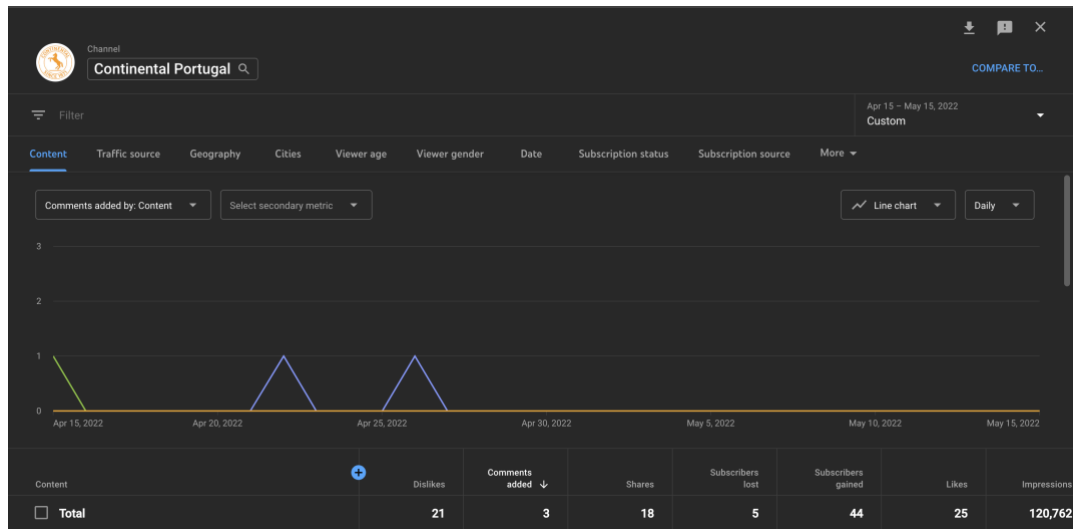 Channel
Continental Portugal
COMPARE TO…
Filter
Apr 15 – May 15, 2022
Custom
Content Traffic source Geography Cities Viewer age Viewer gender Date Subscription status Subscription source More
Comments added by: Content Select secondary metric Line chart Daily
3
2
1
0
Apr 15, 2022 Apr 20, 2022 Apr 25, 2022 Apr 30, 2022 May 5, 2022 May 10, 2022 May 15, 2022
Content Dislikes Comments added Shares Subscribers lost Subscribers gained Likes Impressions
Total 21 3 18 5 44 25 120,762